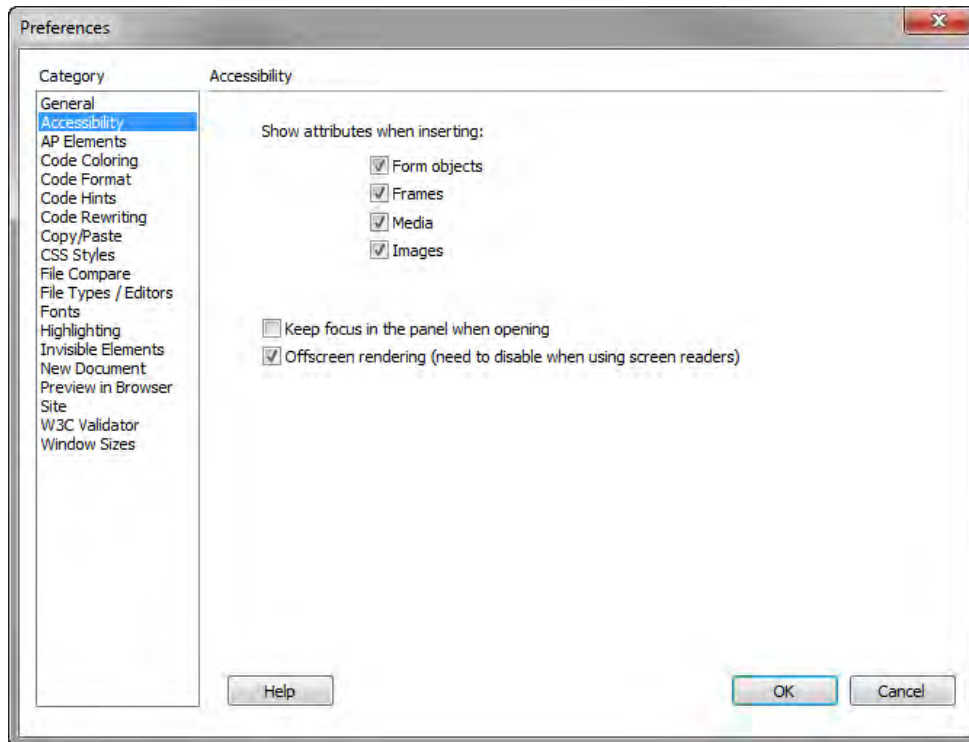 Preferences
Category
Accessibility
General
Accessibility
AP Elements
Code Coloring
Code Format
Code Hints
Code Rewriting
Copy/Paste
CSS Styles
File Compare
File Types / Editors
Fonts
Highlighting
Invisible Elements
New Document
Preview in Browser
Site
W3C Validator
Window Sizes
Show attributes when inserting:
Form objects
Frames
Media
Images
Keep focus in the panel when opening
Offscreen rendering (need to disable when using screen readers)
Help
OK
Cancel